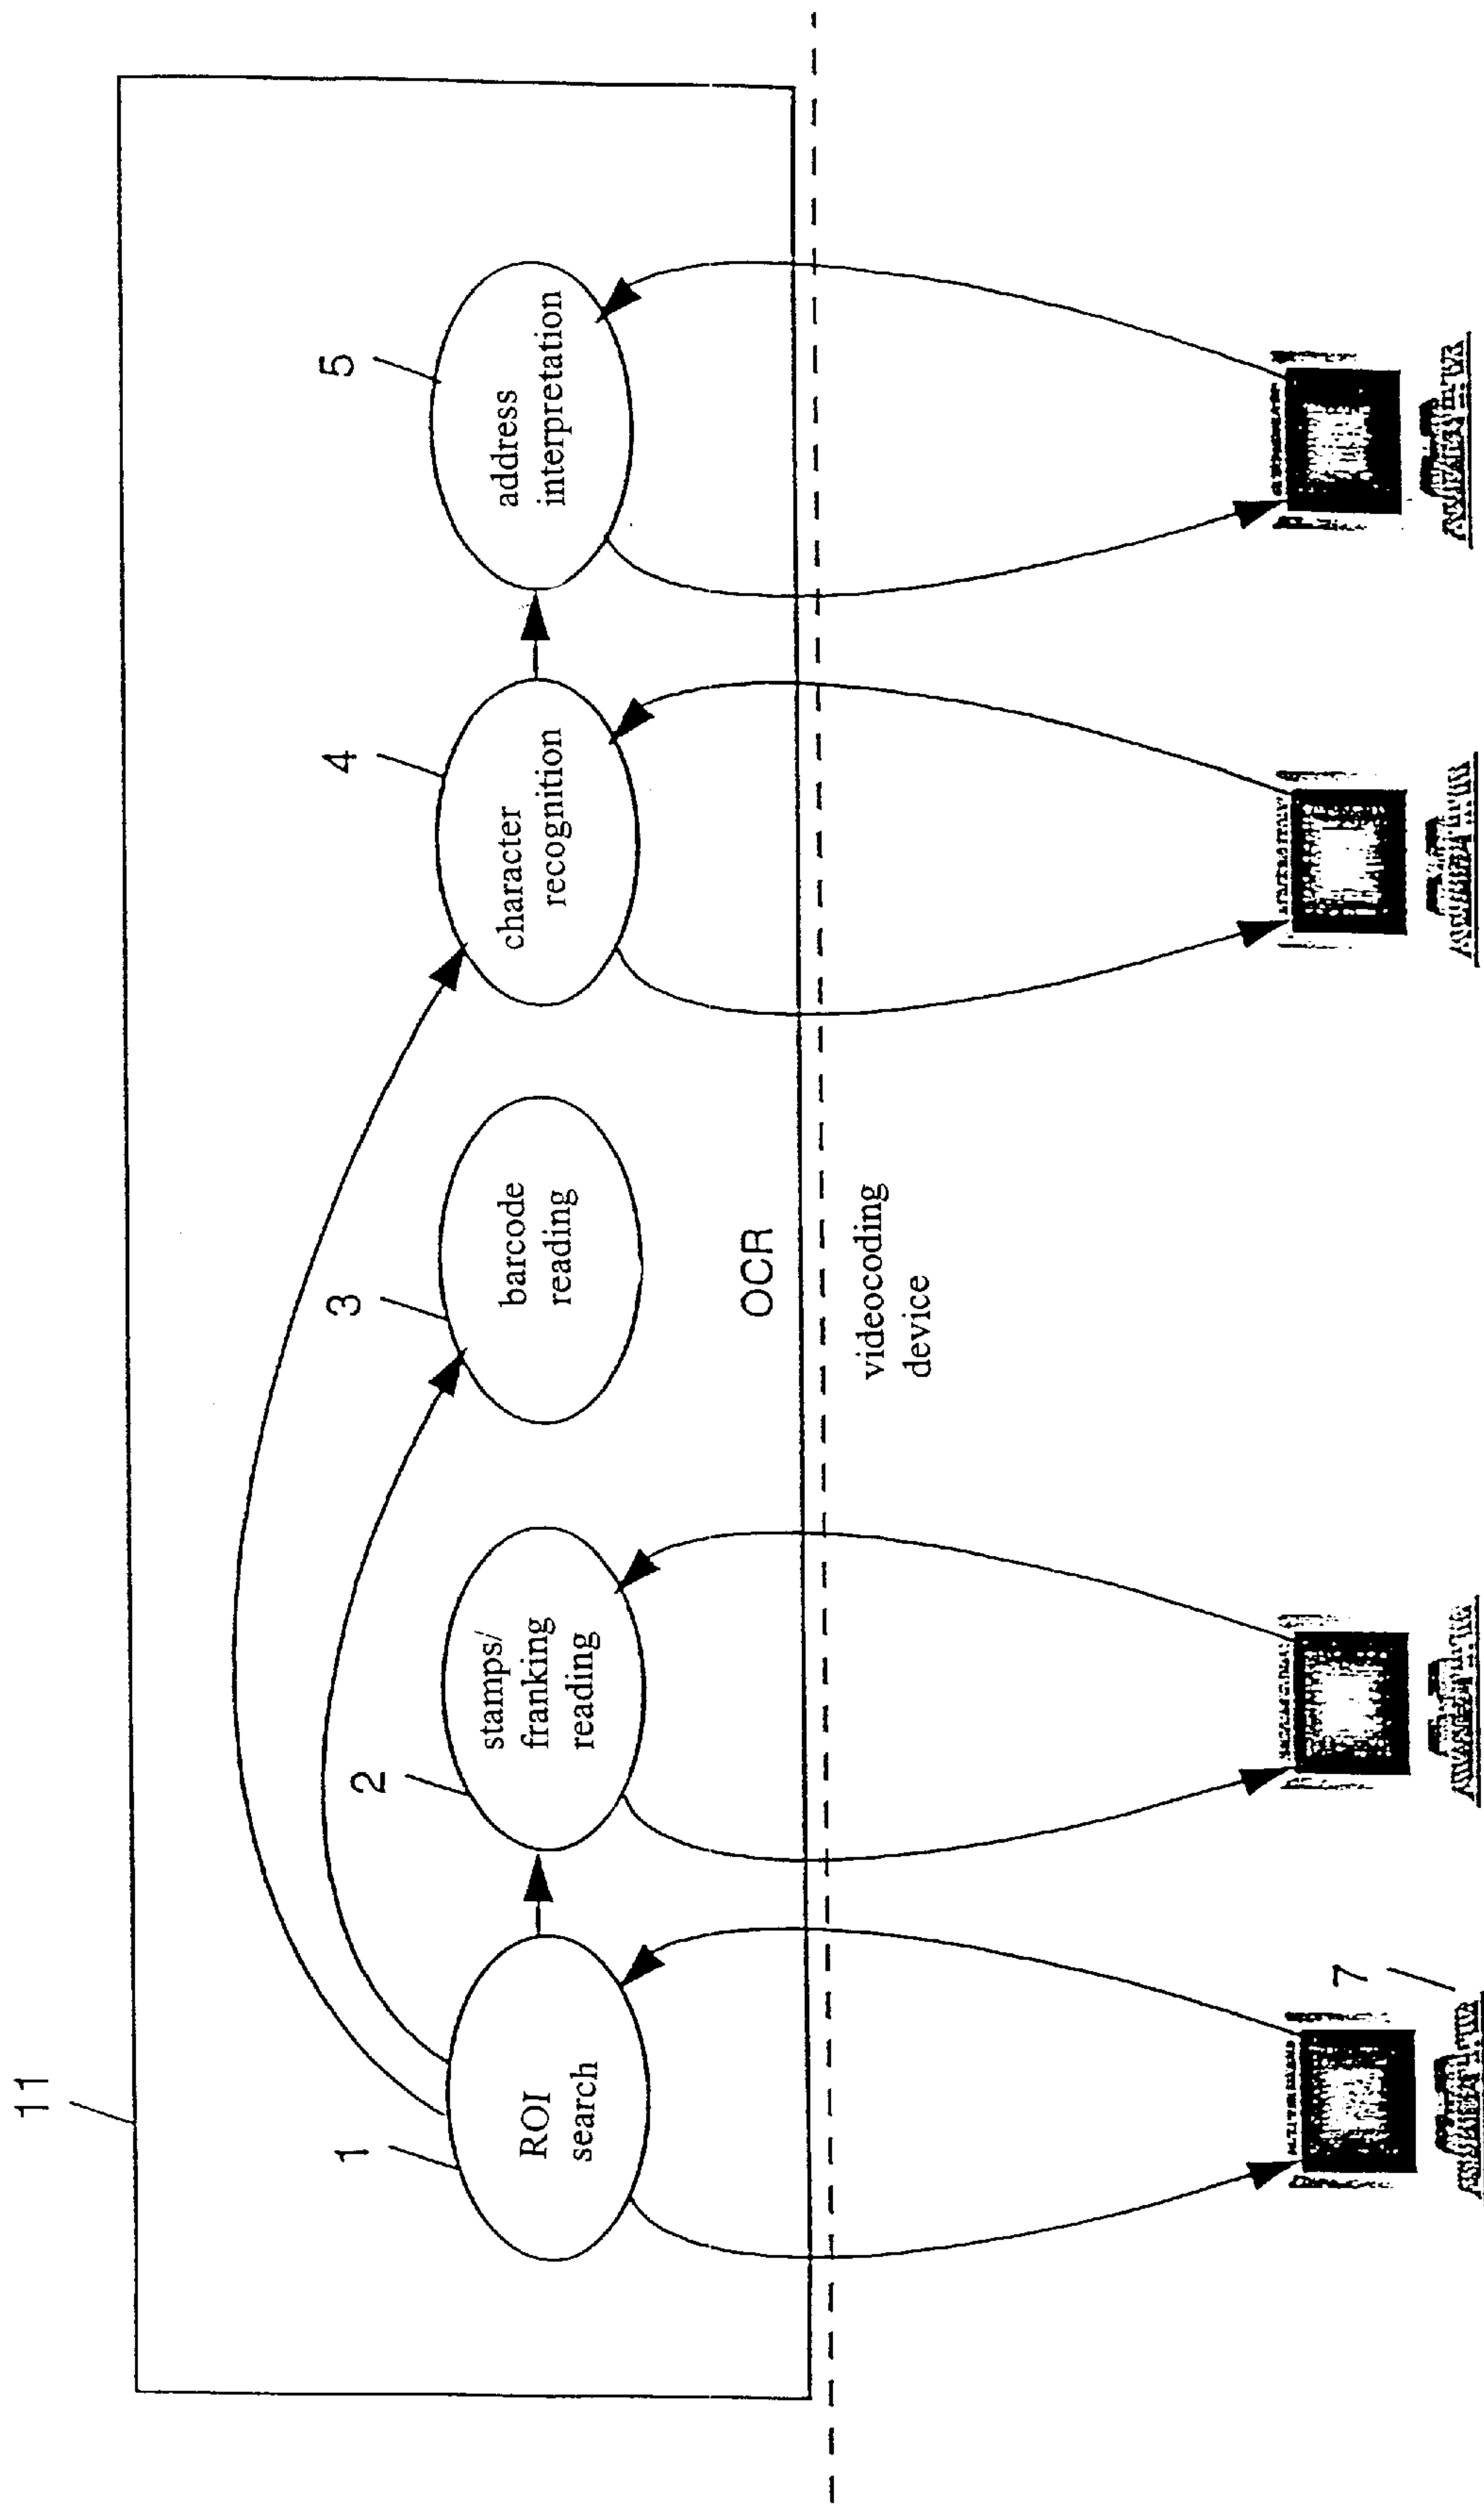 11
1
ROI
search
2
stamps/
franking
reading
3
barcode
reading
4
character
recognition
5
address
interpretation
OCR
videocoding
device
7